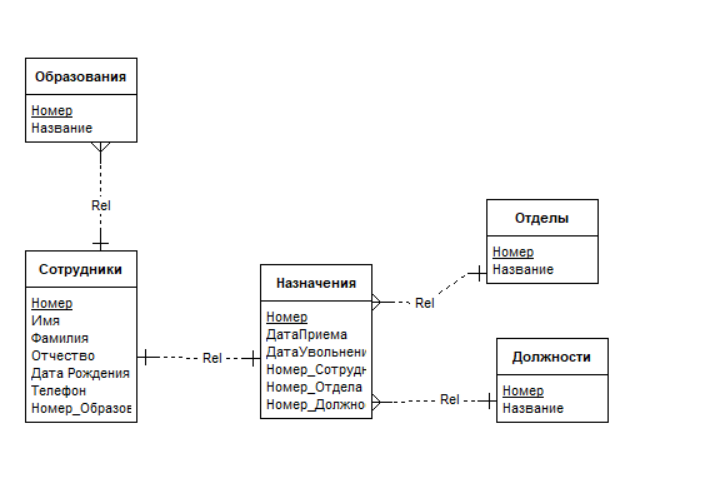 Образования
Номер
Название
Rel
Сотрудники
Номер
Имя
Фамилия
Отчество
Дата Рождения
Телефон
Номер_Образов
Rel
Назначения
Номер
ДатаПриема
ДатаУвольнени
Номер_Сотрудн
Номер_Отдела
Номер_Должно
Rel
Отделы
Номер
Название
Rel
Должности
Номер
Название